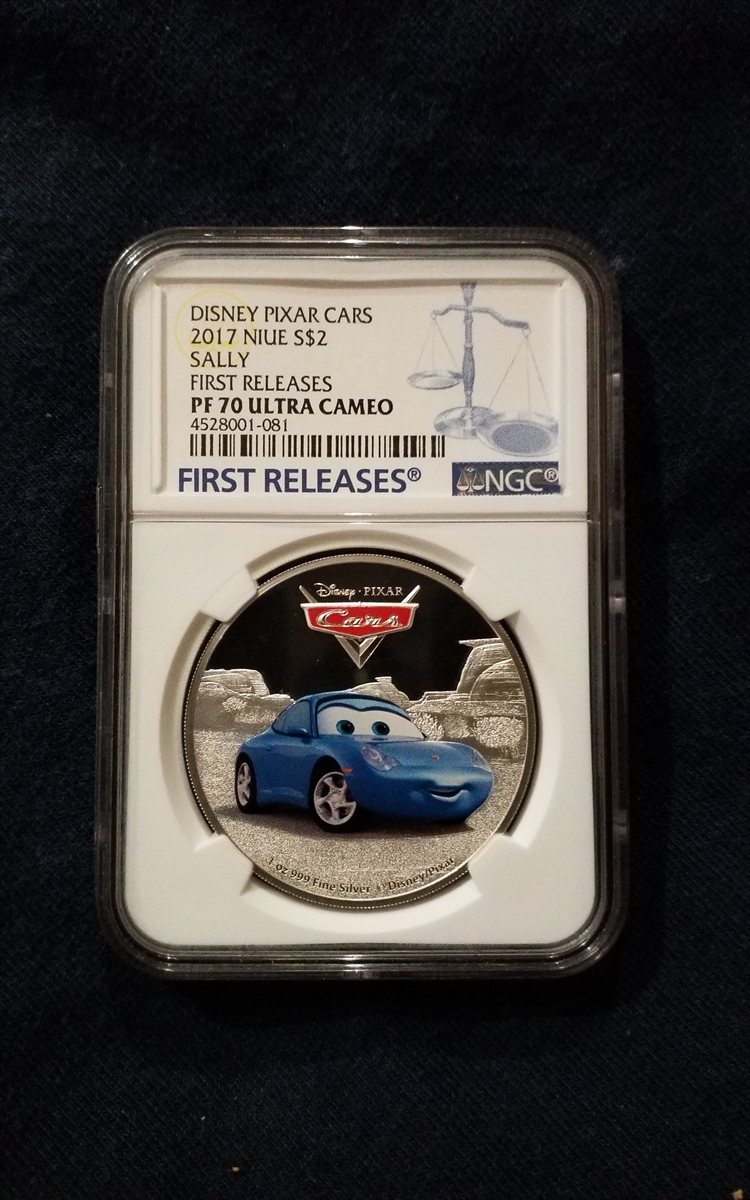 DISNEY PIXAR CARS
2017 NIUE S$2
SALLY
FIRST RELEASES
PF 70 ULTRA CAMEO
4528001-081
FIRST RELEASES®
NGC®
Disney · PIXAR
Cars
1 oz 999 Fine Silver © Disney/Pixar